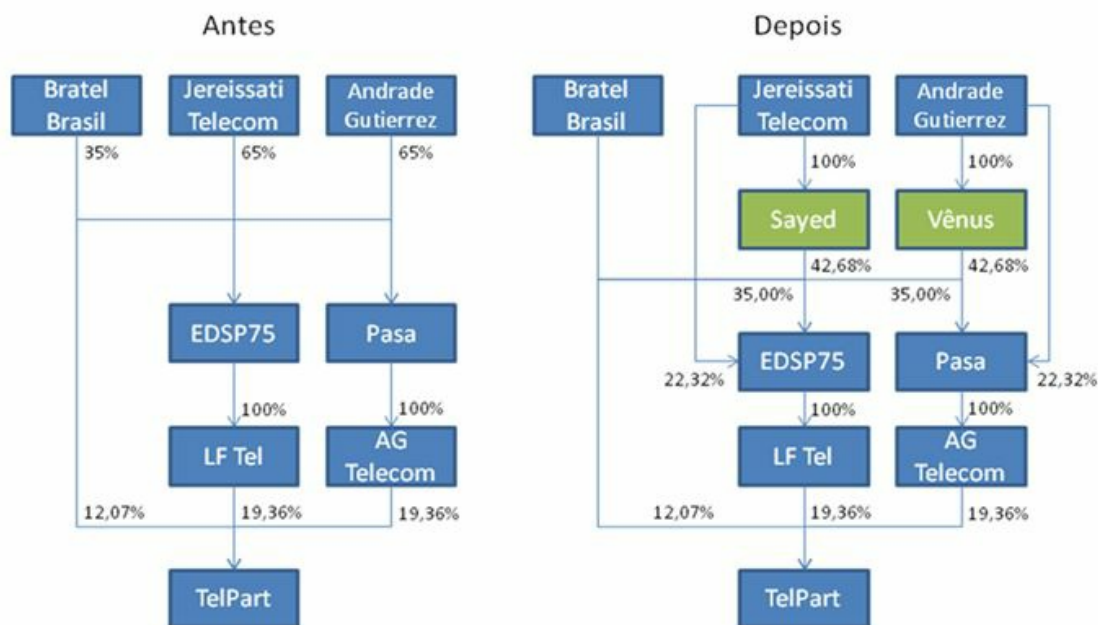 Antes
Bratel
Brasil
Jereissati
Telecom
Andrade
Gutierrez
35%
65%
65%
EDSP75
Pasa
100%
100%
LF Tel
AG
Telecom
12,07%
19,36%
19,36%
TelPart
Depois
Bratel
Brasil
Jereissati
Telecom
Andrade
Gutierrez
100%
100%
Sayed
Vênus
42,68%
42,68%
35,00%
35,00%
EDSP75
Pasa
22,32%
22,32%
100%
100%
LF Tel
AG
Telecom
12,07%
19,36%
19,36%
TelPart